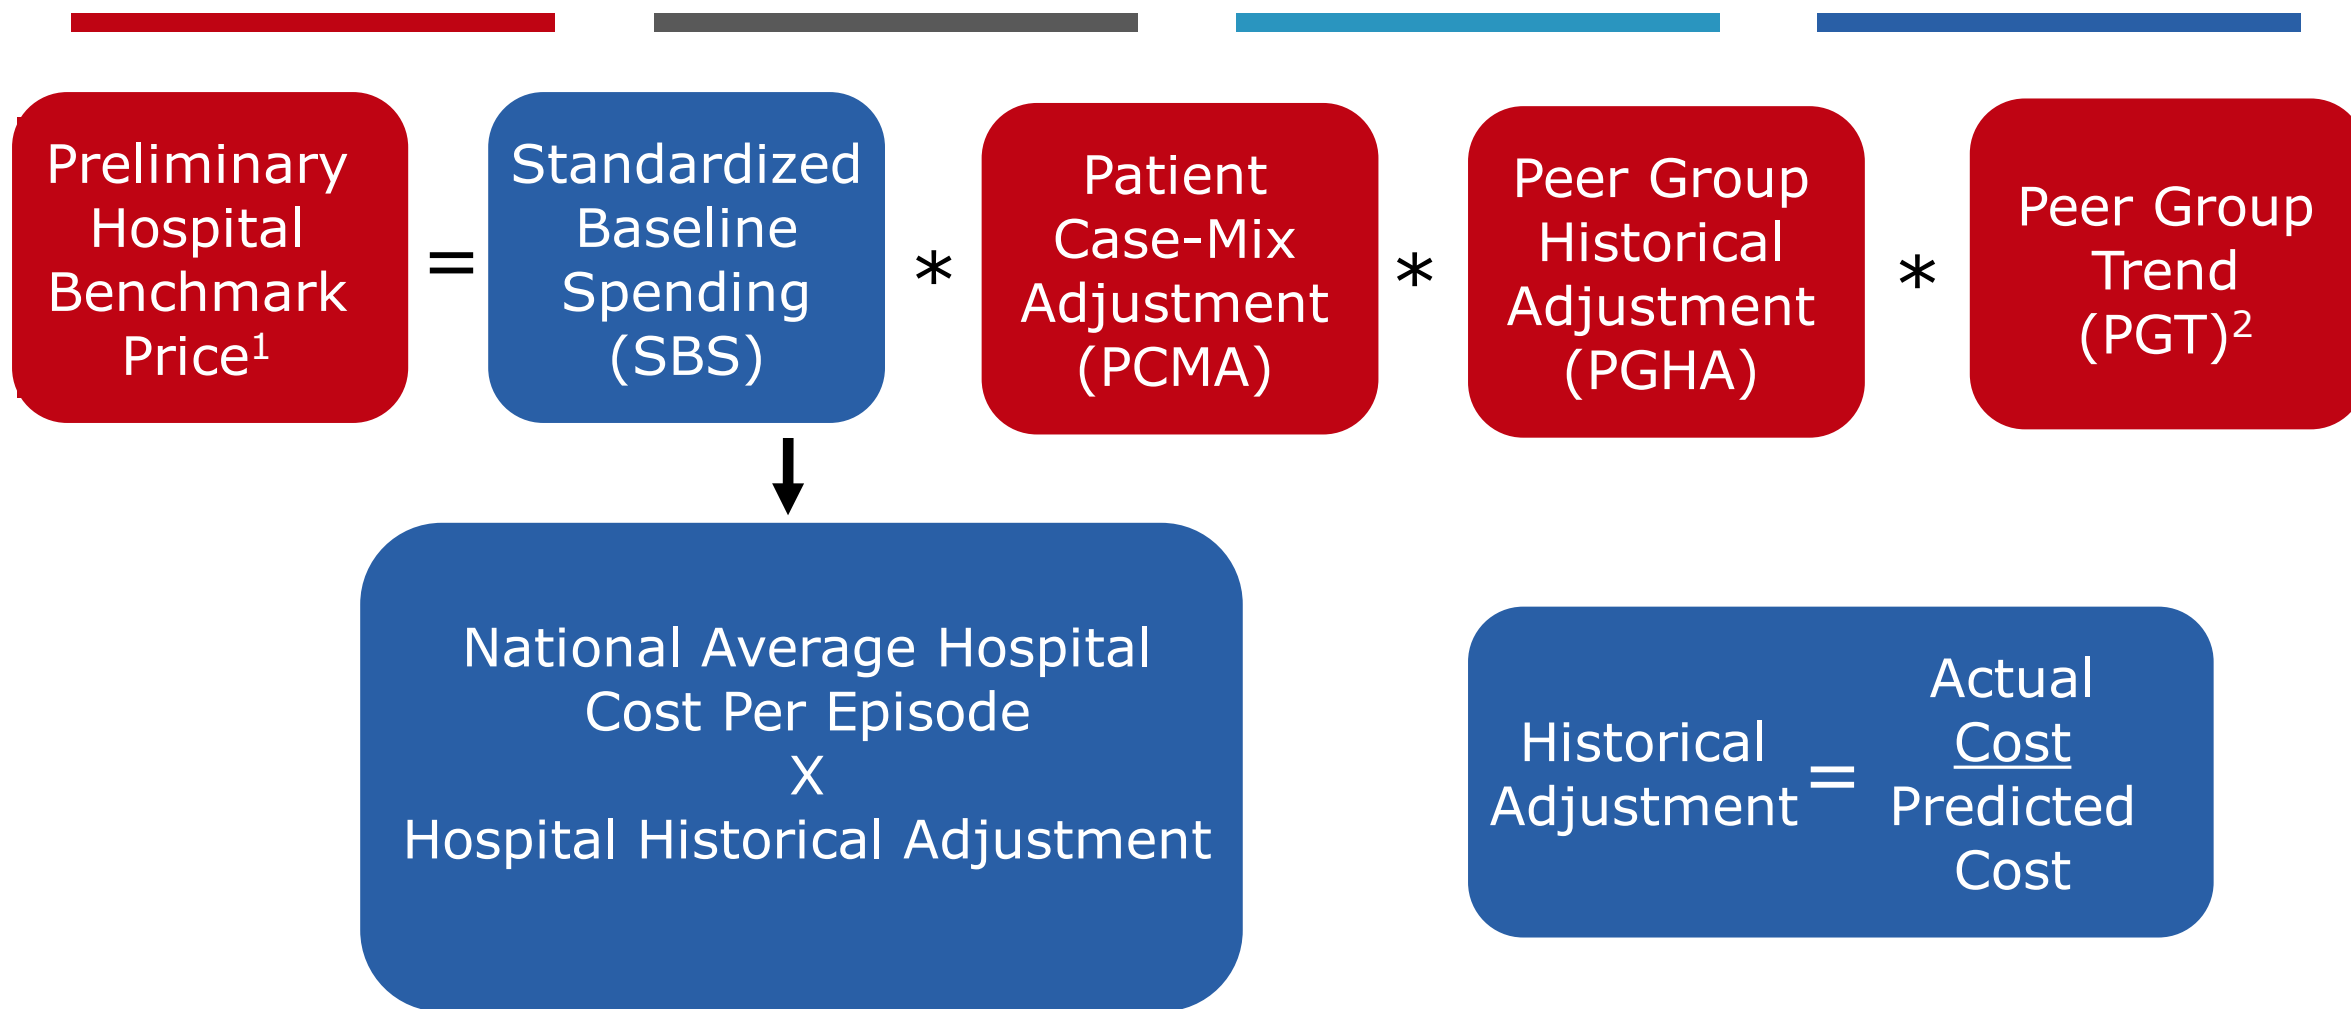 Preliminary
Hospital
Benchmark
Price¹
=
Standardized
Baseline
Spending
(SBS)
*
Patient
Case-Mix
Adjustment
(PCMA)
*
Peer Group
Historical
Adjustment
(PGHA)
*
Peer Group
Trend
(PGT)²
National Average Hospital
Cost Per Episode
X
Hospital Historical Adjustment
Historical
Adjustment
=
Actual
Cost
Predicted
Cost